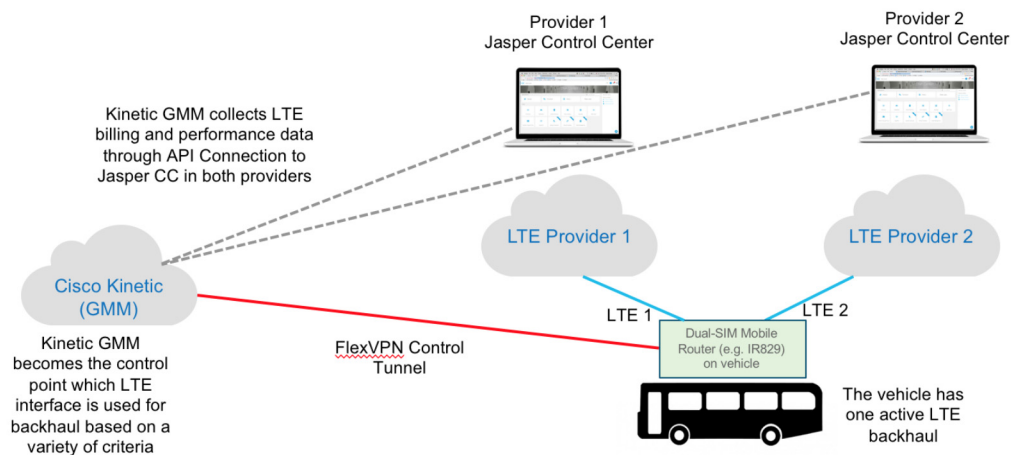 Provider 1
Jasper Control Center
Provider 2
Jasper Control Center
Kinetic GMM collects LTE
billing and performance data
through API Connection to
Jasper CC in both providers
LTE Provider 1
LTE Provider 2
Cisco Kinetic
(GMM)
LTE 1
LTE 2
Dual-SIM Mobile
Router (e.g. IR829)
on vehicle
FlexVPN Control
Tunnel
Kinetic GMM
becomes the control
point which LTE
interface is used for
backhaul based on a
variety of criteria
The vehicle has
one active LTE
backhaul